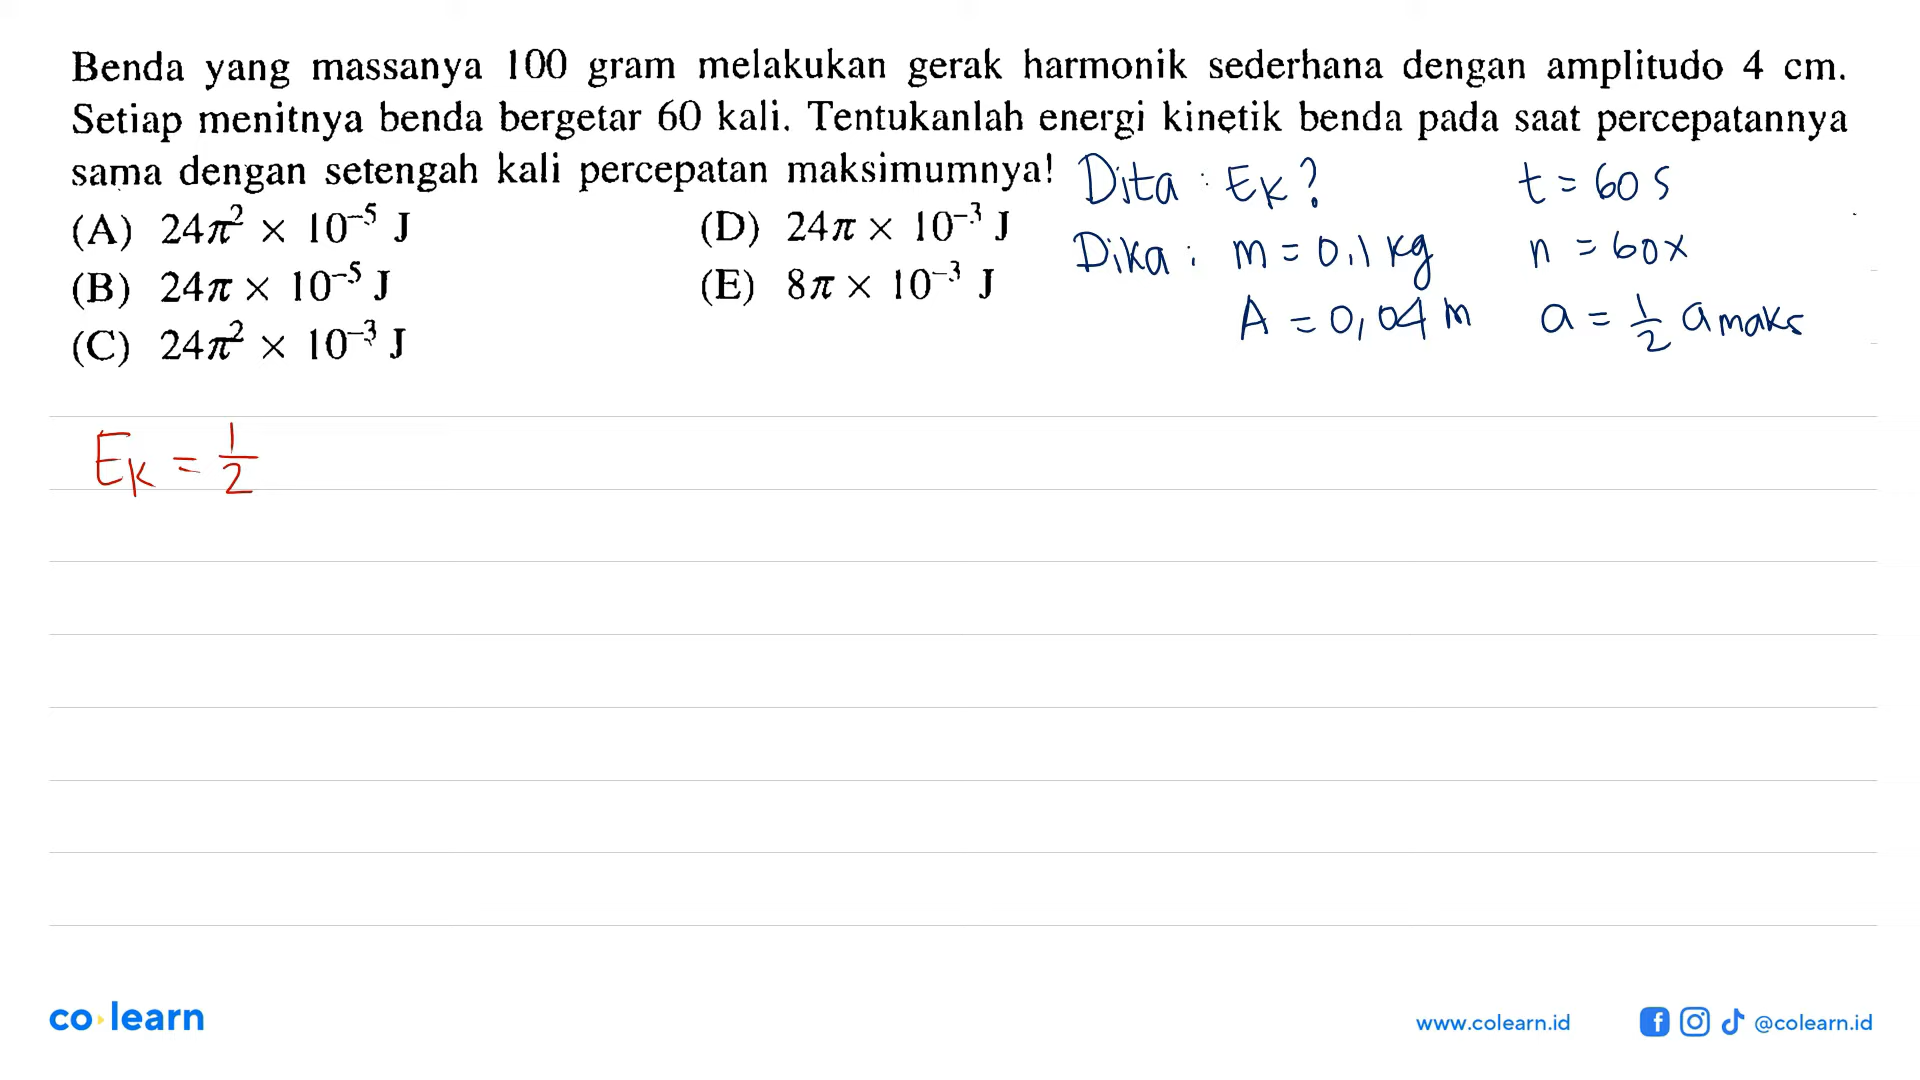 Benda yang massanya 100 gram melakukan gerak harmonik sederhana dengan amplitudo 4 cm.
Setiap menitnya benda bergetar 60 kali. Tentukanlah energi kinetik benda pada saat percepatannya
sama dengan setengah kali percepatan maksimumnya!
(A) 24π² × 10⁻⁵ J
(B) 24π × 10⁻⁵ J
(C) 24π² × 10⁻³ J
(D) 24π × 10⁻³ J
(E) 8π × 10⁻³ J
Dita : Ek? t = 60 s
Dika : m = 0.1 kg n = 60x
A = 0,04 m a = 1/2 a maks
Ek = 1/2
co learn
www.colearn.id @colearn.id